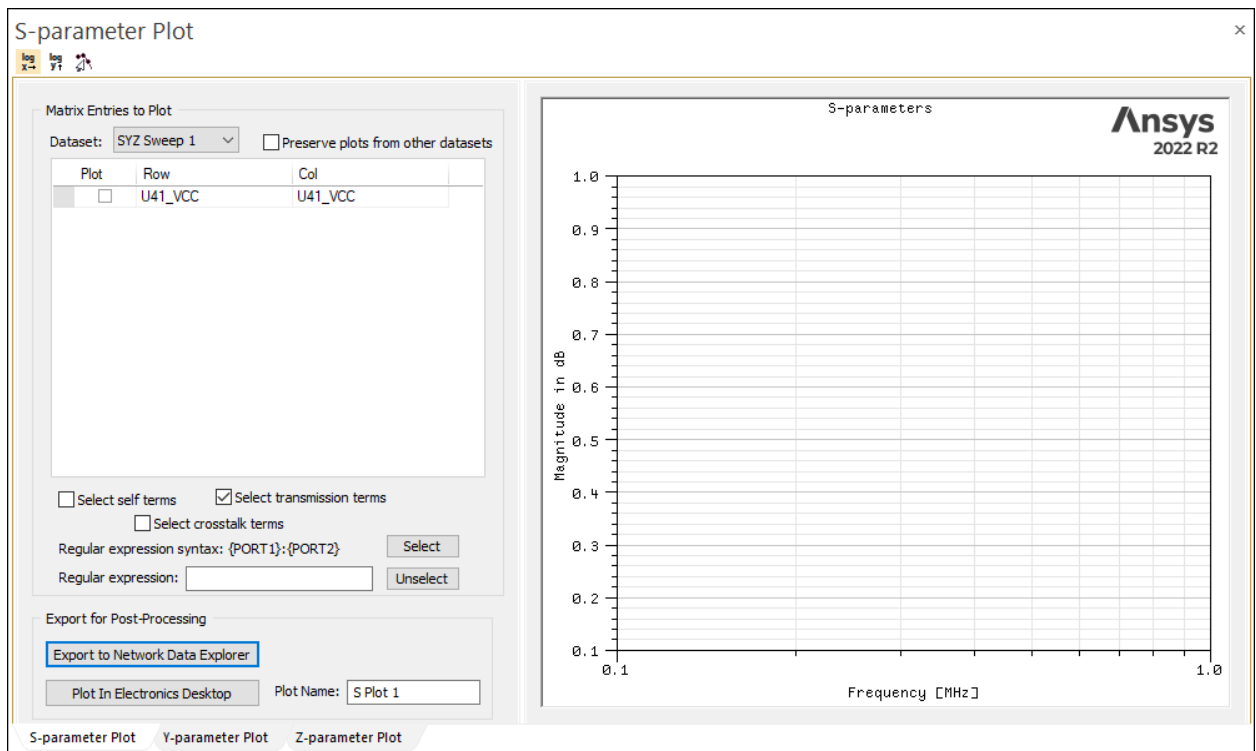 S-parameter Plot
×
log x→ log y↑
Matrix Entries to Plot
Dataset: SYZ Sweep 1
Preserve plots from other datasets
Plot Row Col
U41_VCC U41_VCC
Select self terms
Select transmission terms
Select crosstalk terms
Regular expression syntax: {PORT1}:{PORT2}
Select
Regular expression:
Unselect
Export for Post-Processing
Export to Network Data Explorer
Plot In Electronics Desktop
Plot Name: S Plot 1
S-parameter Plot
Y-parameter Plot
Z-parameter Plot
S-parameters
Ansys
2022 R2
1.0
0.9
0.8
0.7
0.6
0.5
0.4
0.3
0.2
0.1
Magnitude in dB
0.1
1.0
Frequency [MHz]